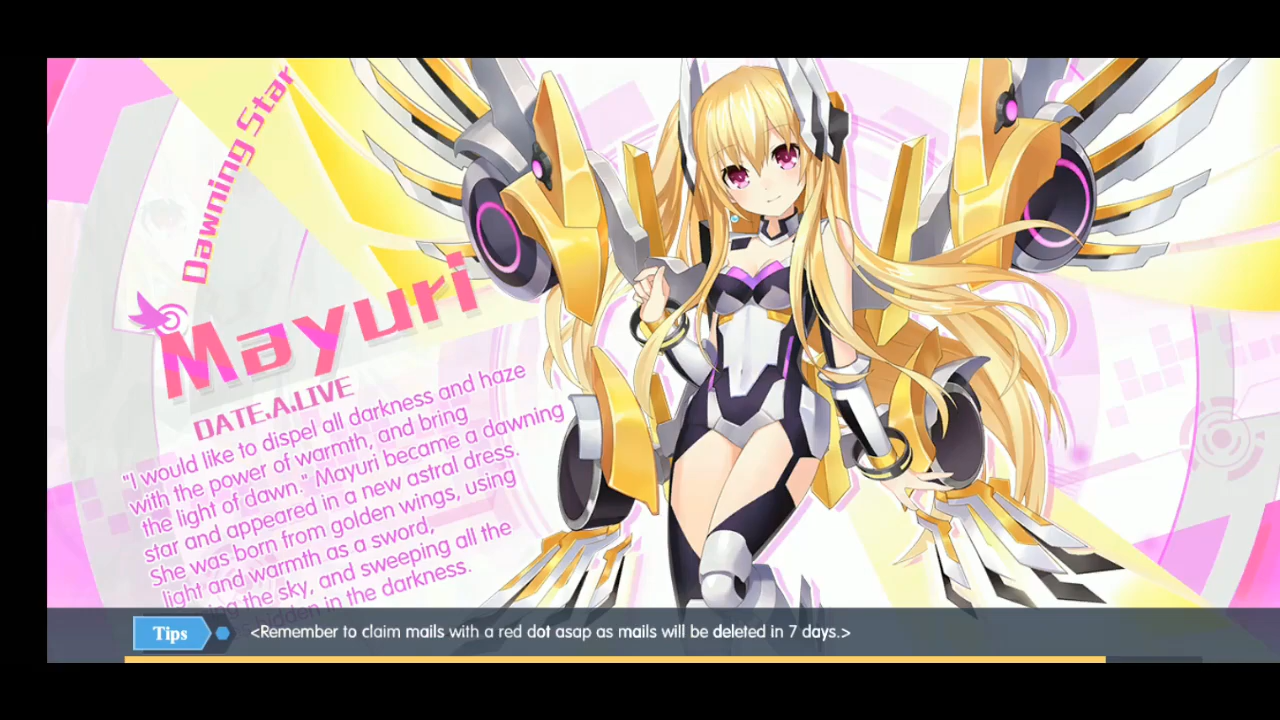 Dawning Star
Mayuri
DATE.A.LIVE
"I would like to dispel all darkness and haze
with the power of warmth, and bring
the light of dawn." Mayuri became a dawning
star and appeared in a new astral dress.
She was born from golden wings, using
light and warmth as a sword,
the sky, and sweeping all the
hidden in the darkness.
Tips
<Remember to claim mails with a red dot asap as mails will be deleted in 7 days.>